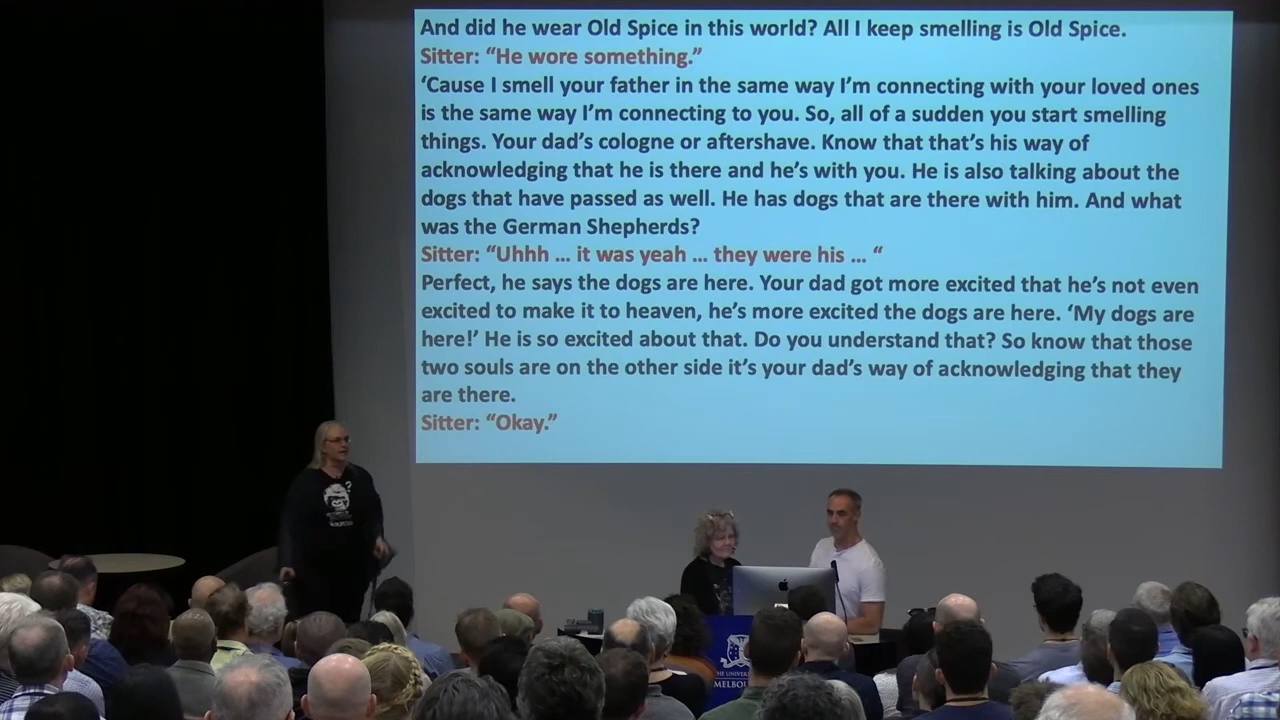 And did he wear Old Spice in this world? All I keep smelling is Old Spice.
Sitter: “He wore something.”
‘Cause I smell your father in the same way I’m connecting with your loved ones
is the same way I’m connecting to you. So, all of a sudden you start smelling
things. Your dad’s cologne or aftershave. Know that that’s his way of
acknowledging that he is there and he’s with you. He is also talking about the
dogs that have passed as well. He has dogs that are there with him. And what
was the German Shepherds?
Sitter: “Uhhh … it was yeah … they were his … “
Perfect, he says the dogs are here. Your dad got more excited that he’s not even
excited to make it to heaven, he’s more excited the dogs are here. ‘My dogs are
here!’ He is so excited about that. Do you understand that? So know that those
two souls are on the other side it’s your dad’s way of acknowledging that they
are there.
Sitter: “Okay.”
?